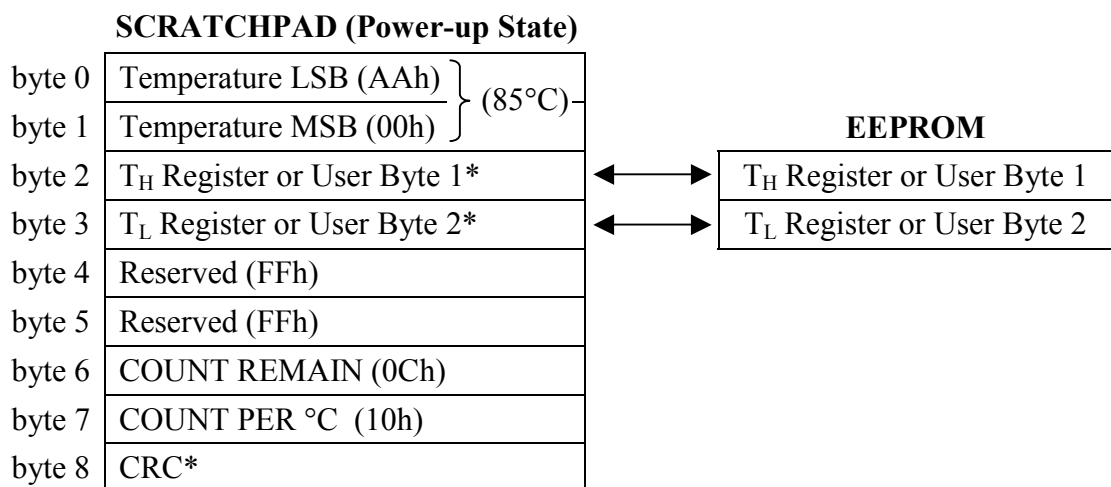 SCRATCHPAD (Power-up State)
byte 0 Temperature LSB (AAh)
(85°C)
byte 1 Temperature MSB (00h)
EEPROM
byte 2 TH Register or User Byte 1* TH Register or User Byte 1
byte 3 TL Register or User Byte 2* TL Register or User Byte 2
byte 4 Reserved (FFh)
byte 5 Reserved (FFh)
byte 6 COUNT REMAIN (0Ch)
byte 7 COUNT PER °C (10h)
byte 8 CRC*